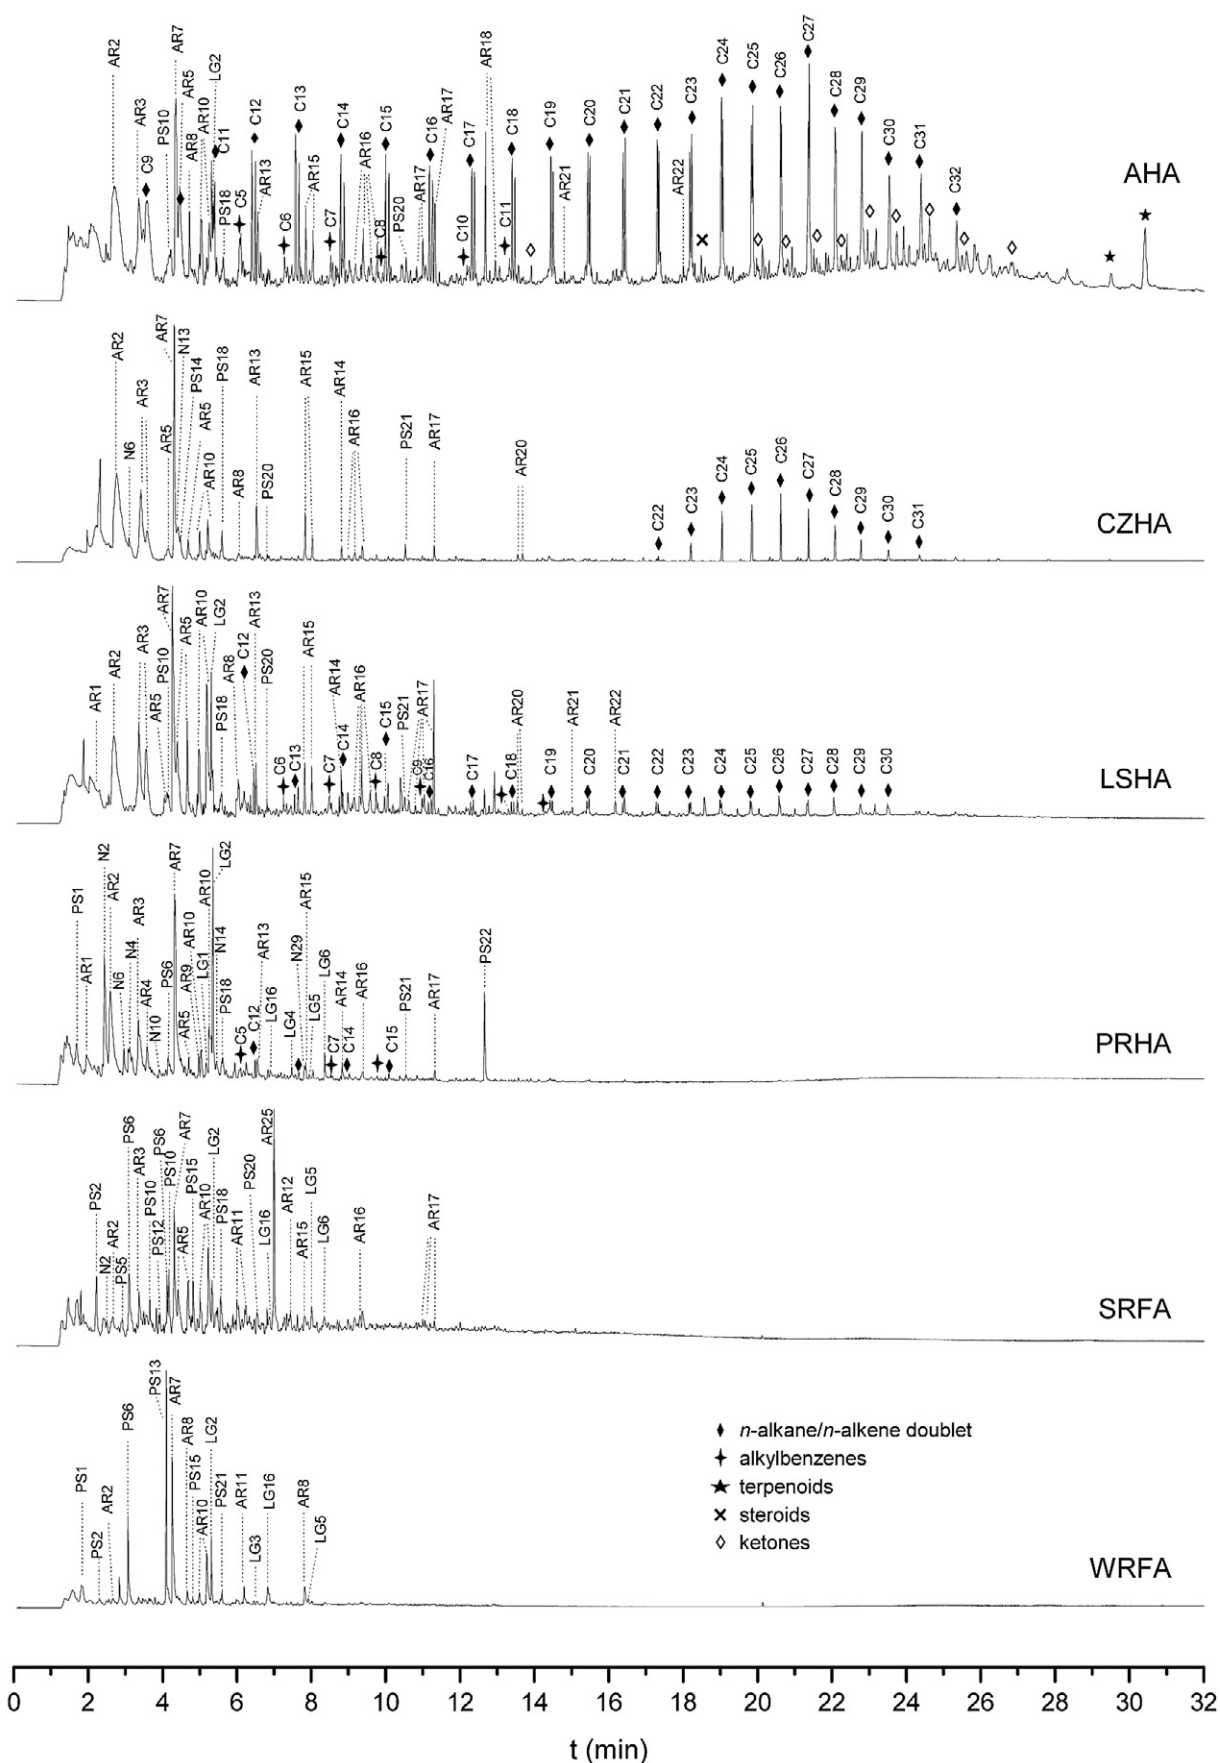 AR2
AR3
C9
PS10
AR7
AR5
AR8
AR10
LG2
C11
PS18
C5
C12
AR13
C6
C13
AR15
C7
C14
AR16
C8
C15
PS20
AR17
C16
AR17
C10
C17
AR18
C11
C18
C19
AR21
C20
C21
C22
AR22
C23
C24
C25
C26
C27
C28
C29
C30
C31
C32
AHA
AR2
N6
AR3
AR5
AR7
N13
PS14
AR5
AR10
PS18
AR8
AR13
PS20
AR15
AR14
AR16
PS21
AR17
AR20
C22
C23
C24
C25
C26
C27
C28
C29
C30
C31
CZHA
AR1
AR2
AR3
AR5
PS10
AR7
AR5
AR10
LG2
PS18
AR8
C12
AR13
PS20
C6
C13
AR15
C7
AR14
C14
AR16
C8
C15
PS21
C9
AR17
C16
C17
C18
AR20
C19
AR21
C20
AR22
C21
C22
C23
C24
C25
C26
C27
C28
C29
C30
LSHA
PS1
AR1
N2
AR2
N6
N4
AR3
AR4
N10
PS6
AR7
AR5
AR9
AR10
LG1
AR10
LG2
N14
PS18
C5
C12
AR13
LG16
LG4
N29
AR15
LG5
LG6
C7
AR14
C14
AR16
C15
PS21
AR17
PS22
PRHA
PS2
N2
AR2
PS5
PS6
AR3
PS10
PS12
PS6
PS10
AR7
AR5
PS15
AR10
LG2
PS18
AR11
PS20
LG16
AR25
AR12
AR15
LG5
LG6
AR16
AR17
SRFA
PS1
PS2
AR2
PS6
PS13
AR7
AR8
PS15
AR10
LG2
PS21
AR11
LG3
LG16
AR8
LG5
n-alkane/n-alkene doublet
alkylbenzenes
terpenoids
steroids
ketones
WRFA
0 2 4 6 8 10 12 14 16 18 20 22 24 26 28 30 32
t (min)